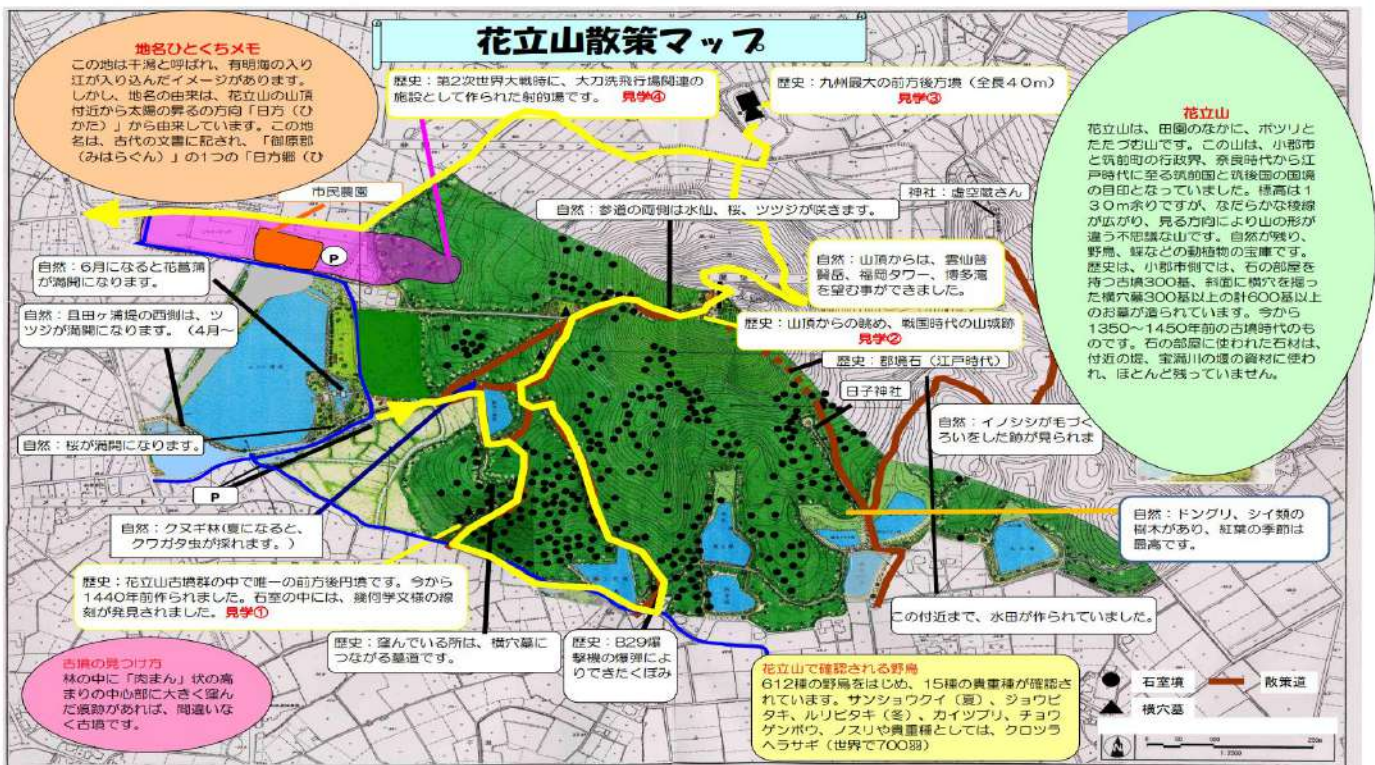 花立山散策マップ
地名ひとくちメモ
この地は干潟と呼ばれ、有明海の入り
江が入り込んだイメージがあります。
しかし、地名の由来は、花立山の山頂
付近から太陽の昇るの方向「日方（ひ
かた）」から由来しています。この地
名は、古代の文書に記され、「御原郡
（みはらぐん）」の1つの「日方郷（ひ
歴史：第2次世界大戦時に、大刀洗飛行場関連の
施設として作られた射的場です。 見学④
歴史：九州最大の前方後方墳（全長40m）
見学③
花立山
花立山は、田園のなかに、ポツリと
たたづむ山です。この山は、小郡市
と筑前町の行政界、奈良時代から江
戸時代に至る筑前国と筑後国の国境
の目印となっていました。標高は1
30m余りですが、なだらかな稜線
が広がり、見る方向により山の形が
違う不思議な山です。自然が残り、
野鳥、蝶などの動植物の宝庫です。
歴史は、小郡市側では、石の部屋を
持つ古墳300基、斜面に横穴を掘っ
た横穴墓300基以上の計600基以上
のお墓が造られています。今から
1350～1450年前の古墳時代のも
のです。石の部屋に使われた石材は、
付近の堤、宝満川の堰の資材に使わ
れ、ほとんど残っていません。
市民農園
P
神社：虚空蔵さん
自然：参道の両側は水仙、桜、ツツジが咲きます。
自然：6月になると花菖蒲
が満開になります。
自然：山頂からは、雲仙普
賢岳、福岡タワー、博多湾
を望む事ができました。
自然：且田ヶ浦堤の西側は、ツ
ツジが満開になります。（4月～
歴史：山頂からの眺め、戦国時代の山城跡
見学②
歴史：郡境石（江戸時代）
日子神社
自然：イノシシが毛づく
ろいをした跡が見られま
自然：桜が満開になります。
P
自然：クヌギ林(夏になると、
クワガタ虫が採れます。）
自然：ドングリ、シイ類の
樹木があり、紅葉の季節は
最高です。
歴史：花立山古墳群の中で唯一の前方後円墳です。今から
1440年前作られました。石室の中には、幾何学文様の線
刻が発見されました。見学①
この付近まで、水田が作られていました。
歴史：窪んでいる所は、横穴墓に
つながる墓道です。
歴史：B29爆
撃機の爆弾によ
りできたくぼみ
古墳の見つけ方
林の中に「肉まん」状の高
まりの中心部に大きく窪ん
だ痕跡があれば、間違いな
く古墳です。
花立山で確認される野鳥
612種の野鳥をはじめ、15種の貴重種が確認さ
れています。サンショウクイ（夏）、ジョウビ
タキ、ルリビタキ（冬）、カイツブリ、チョウ
ゲンボウ、ノスリや貴重種としては、クロツラ
ヘラサギ（世界で700羽）
石室墳
散策道
横穴墓